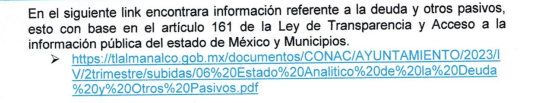 En el siguiente link encontrara información referente a la deuda y otros pasivos,
esto con base en el artículo 161 de la Ley de Transparencia y Acceso a la
información pública del estado de México y Municipios.
➤ https://tlalmanalco.gob.mx/documentos/CONAC/AYUNTAMIENTO/2023/I
V/2trimestre/subidas/06%20Estado%20Analitico%20de%20la%20Deuda
%20y%20Otros%20Pasivos.pdf